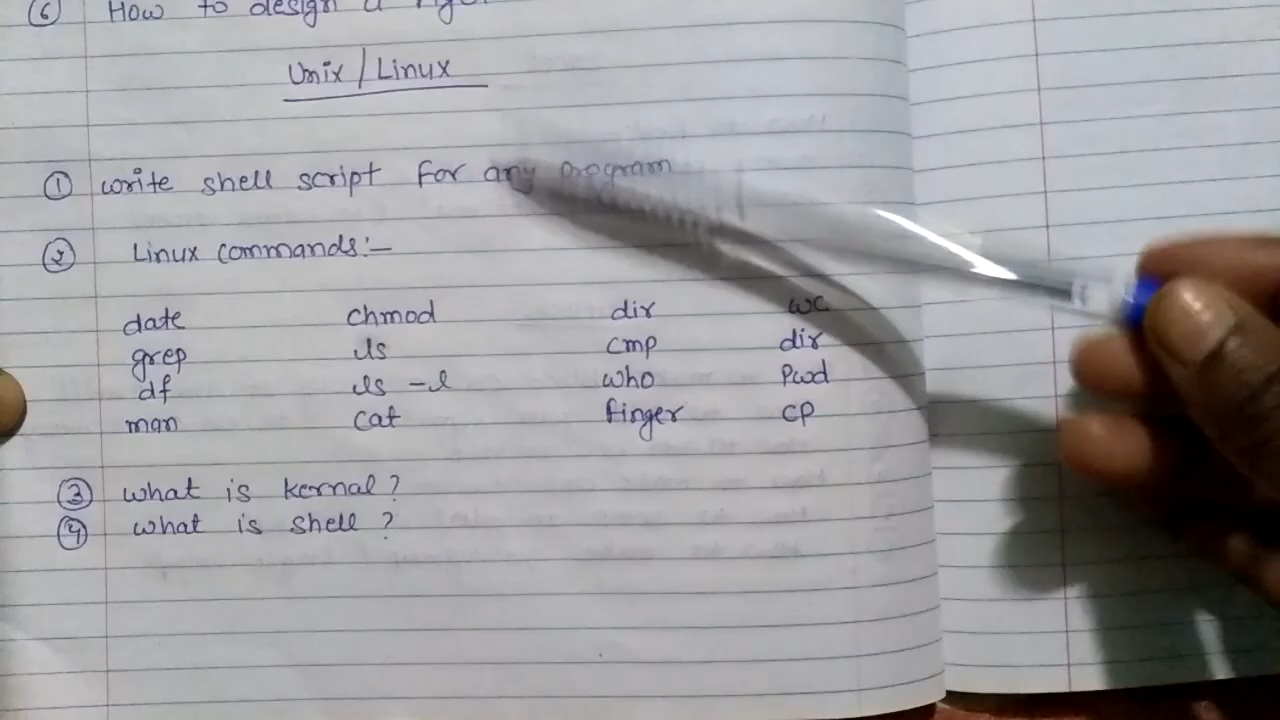 ⑥ How to design a
Unix / Linux
① write shell script for any program
② Linux commands:-
date chmod dir wc
grep ls cmp dir
df ls -l who Pwd
man cat finger cp
③ what is kernal?
④ what is shell?